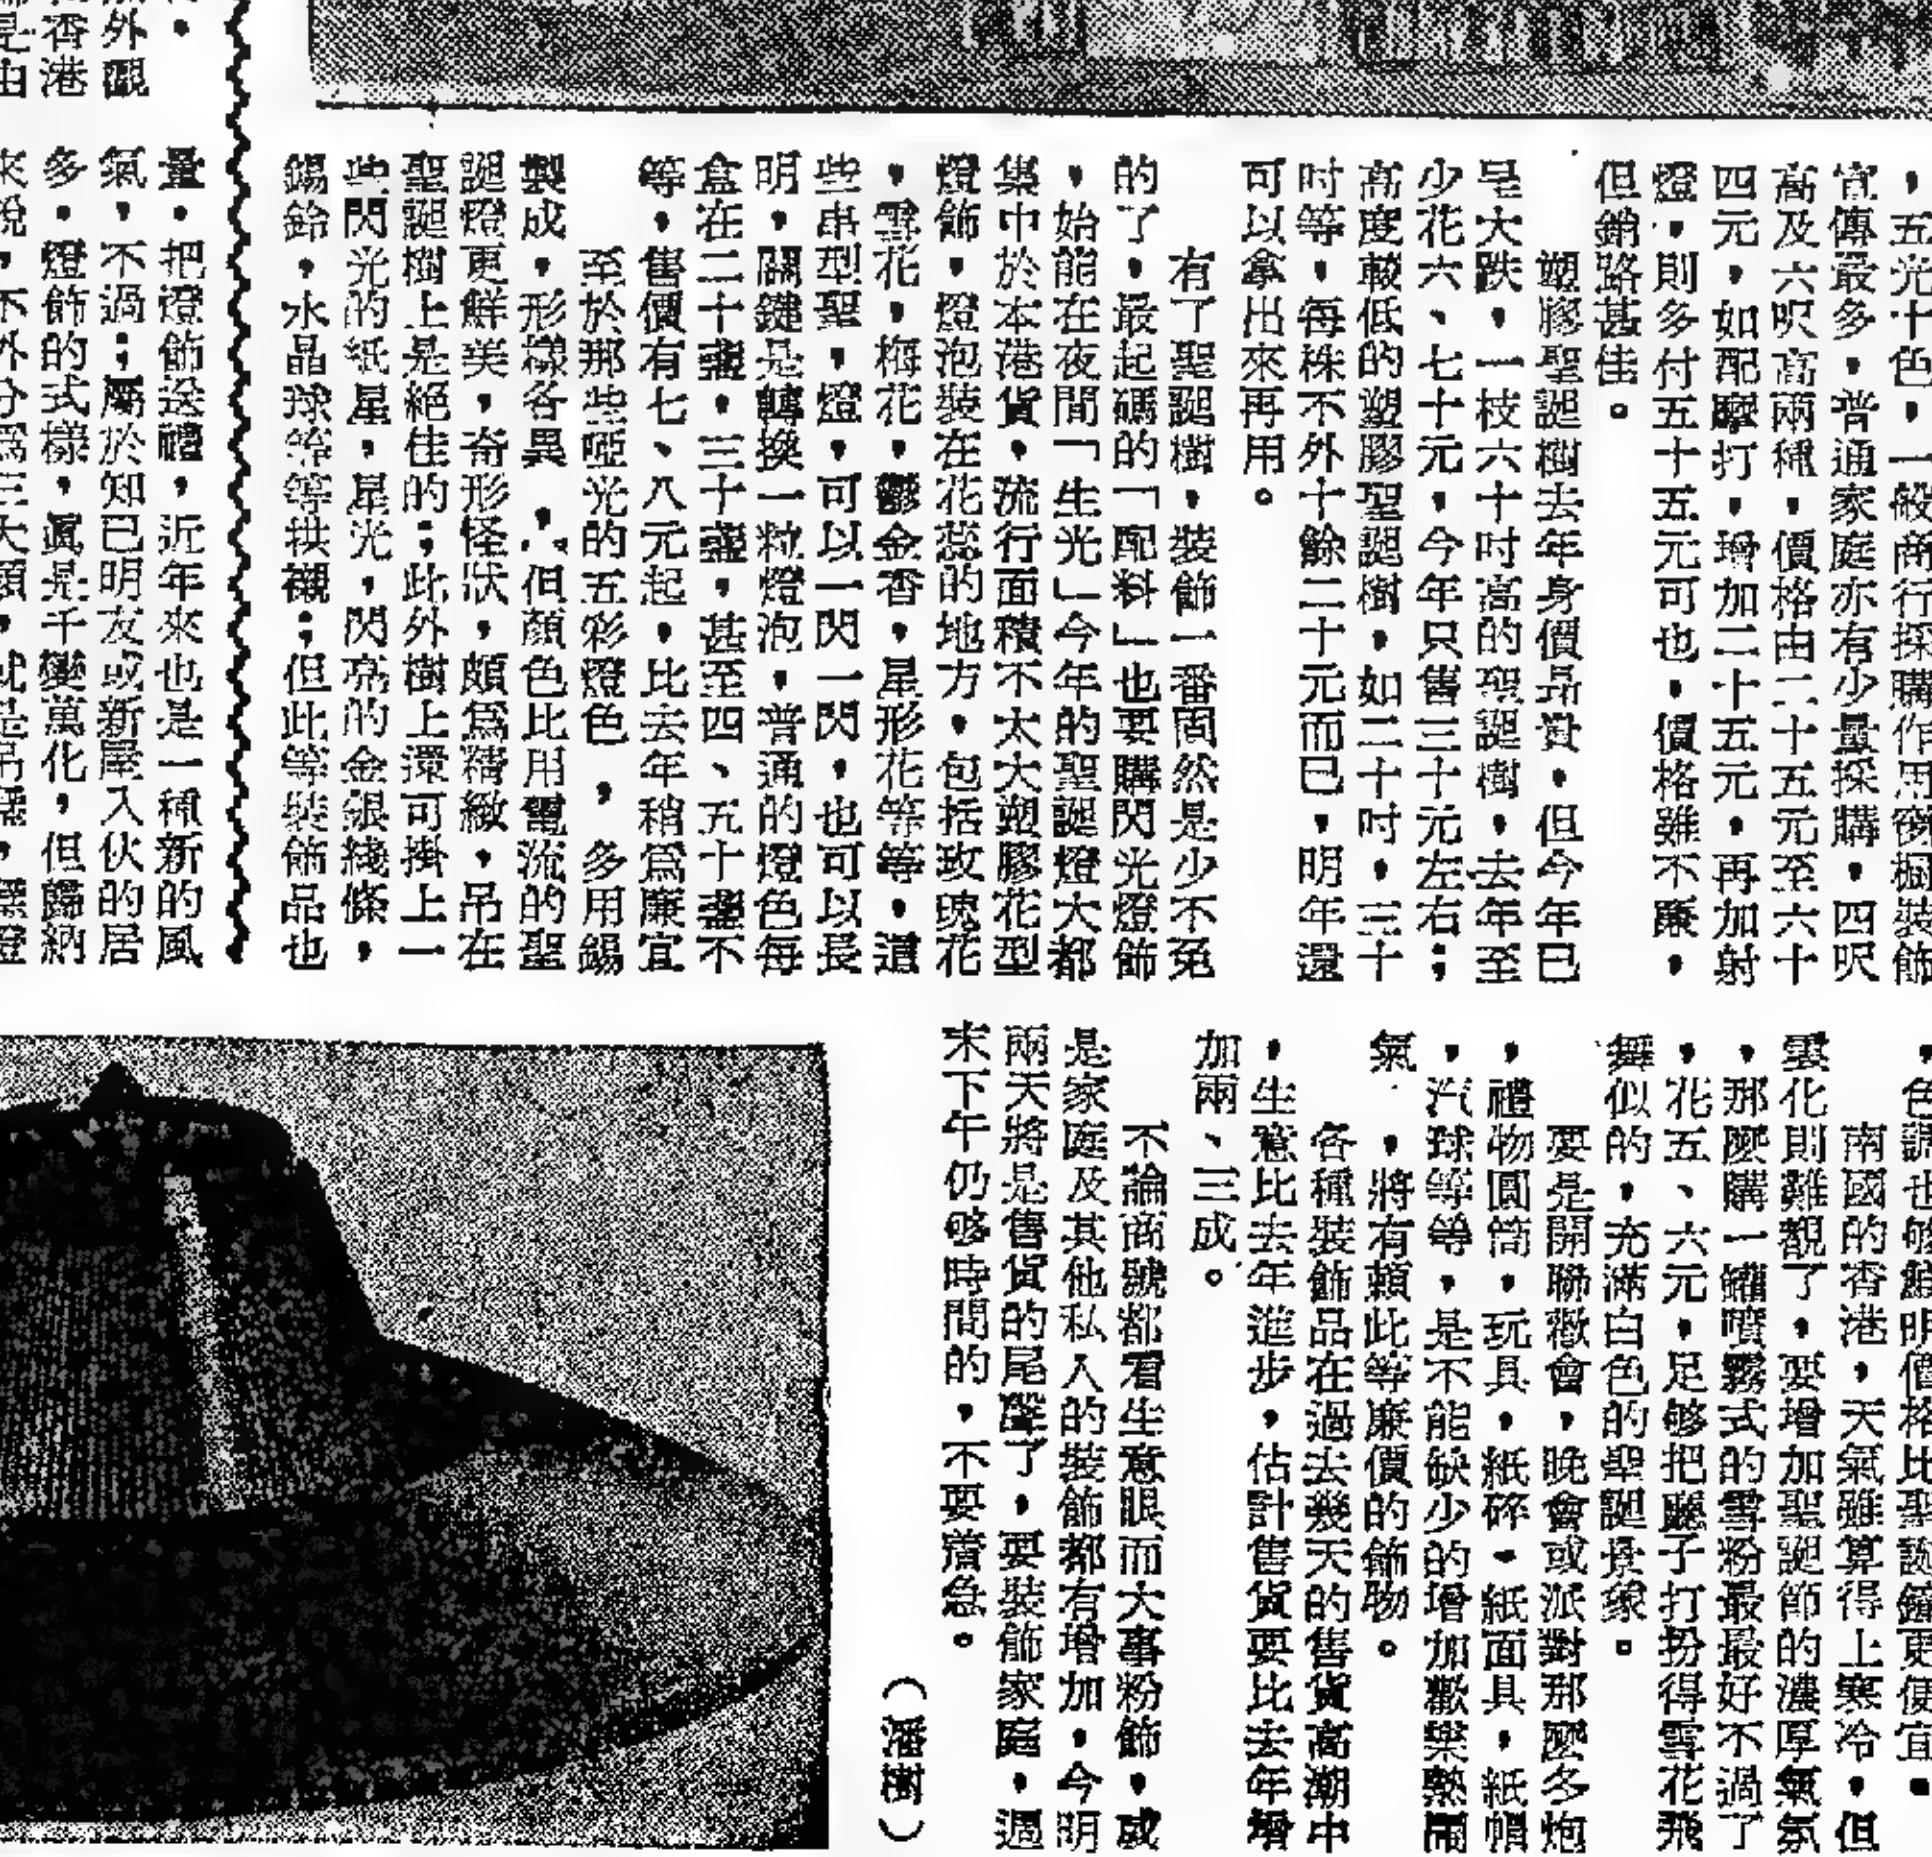 ，五光十色，一般商行採購作用窗櫥裝飾
宣傳最多，普通家庭亦有少量採購，四呎
高及六呎高兩種，價格由二十五元至六十
四元，如配摩打，增加二十五元，再加射
燈，則多付五十五元可也，價格雖不廉，
但銷路甚佳。
塑膠聖誕樹去年身價昂貴，但今年已
是大跌，一枝六十吋高的聖誕樹，去年至
少花六、七十元，今年只售三十元左右；
高度較低的塑膠聖誕樹，如二十吋，三十
吋等，每株不外十餘二十元而已，明年還
可以拿出來再用。
有了聖誕樹，裝飾一番固然是少不免
的了，最起碼的「配料」也要購閃光燈飾
，始能在夜間「生光」今年的聖誕燈大都
集中於本港貨，流行面積不太大塑膠花型
燈飾，燈泡裝在花蕊的地方，包括玫瑰花
，雪花，梅花，鬱金香，星形花等等，這
些串型聖，燈，可以一閃一閃，也可以長
明，關鍵是轉換一粒燈泡，普通的燈色每
盒在二十盞，三十盞，甚至四、五十盞不
等，售價有七、八元起，比去年稍爲廉宜
至於那些啞光的五彩燈色，多用錫
製成，形樣各異，但顏色比用電流的聖
誕燈更鮮美，奇形怪狀，頗爲精緻，吊在
聖誕樹上是絕佳的；此外樹上還可掛上一
些閃光的紙星，星光，閃亮的金銀綫條，
錫鈴，水晶球等等拱襯；但此等裝飾品也
，色調也够鮮明價格比聖誕鐘更便宜。
南國的香港，天氣雖算得上寒冷，但
雲化則難覩了，要增加聖誕節的濃厚氣氛
，那麽購一罐噴霧式的雪粉最最好不過了
，花五、六元，足够把廳子打扮得雪花飛
舞似的，充滿白色的聖誕景象。
要是開聯歡會，晚會或派對那麽多炮
，禮物圓筒，玩具，紙碎，紙面具，紙帽
，汽球等等，是不能缺少的增加歡樂熱鬧
氣，將有賴此等廉價的飾物。
各種裝飾品在過去幾天的售貨高潮中
，生意比去年進步，估計售貨要比去年增
加兩、三成。
不論商號都着生意眼而大事粉飾，或
是家庭及其他私人的裝飾都有增加，今明
兩天將是售貨的尾聲了，要裝飾家庭，週
末下午仍够時間的，不要着急。
（潘樹）
外觀
香港
是由
量，把燈飾送禮，近年來也是一種新的風
氣，不過；屬於知己朋友或新屋入伙的居
多，燈飾的式樣，眞是千變萬化，但歸納
來說，不外分爲三大類，就是吊燈，檯燈